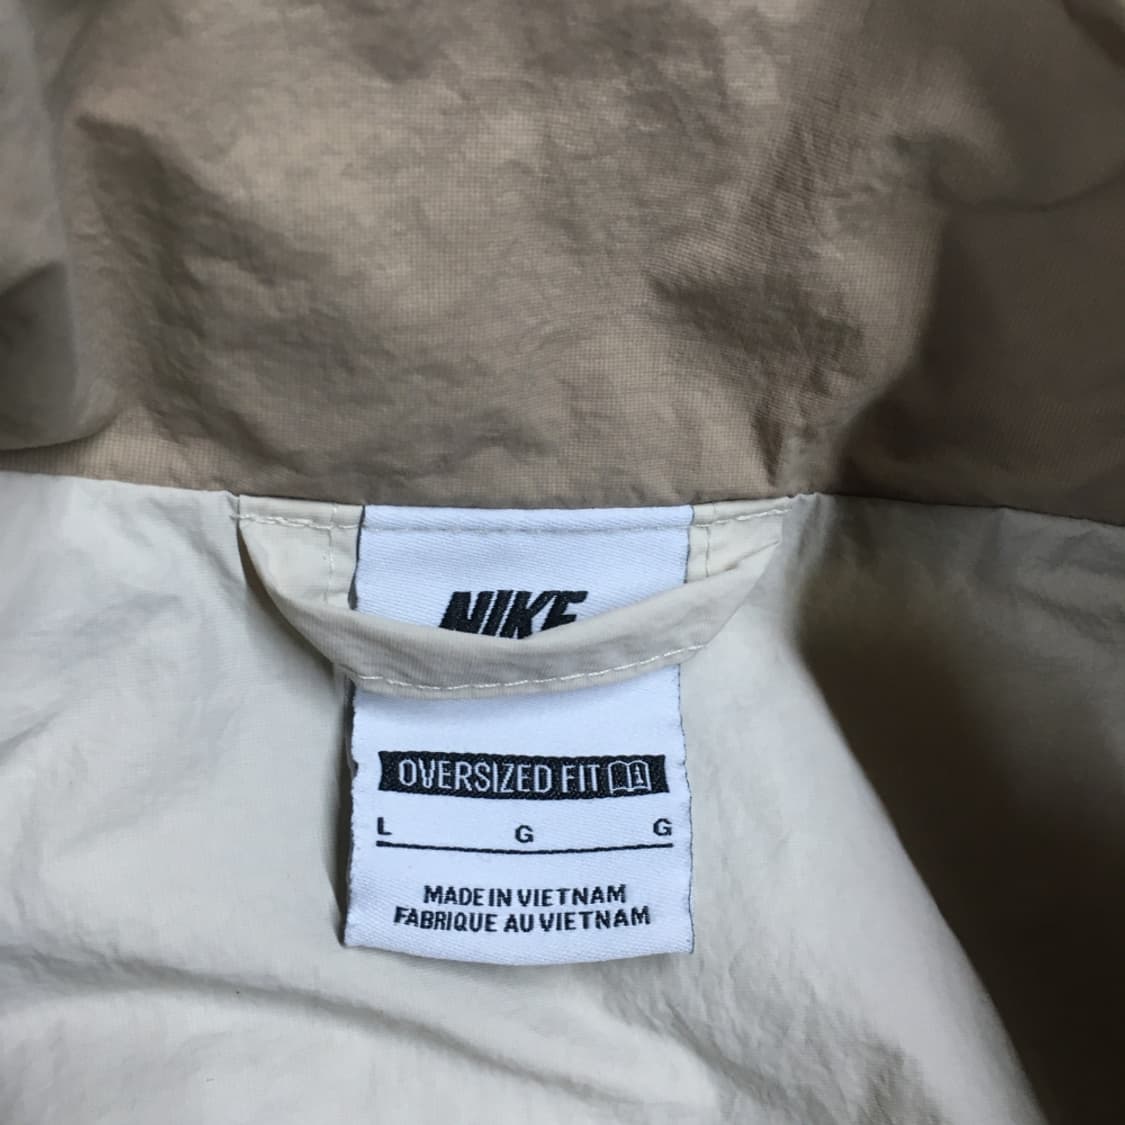 NIKE
OVERSIZED FIT
L G G
MADE IN VIETNAM
FABRIQUE AU VIETNAM